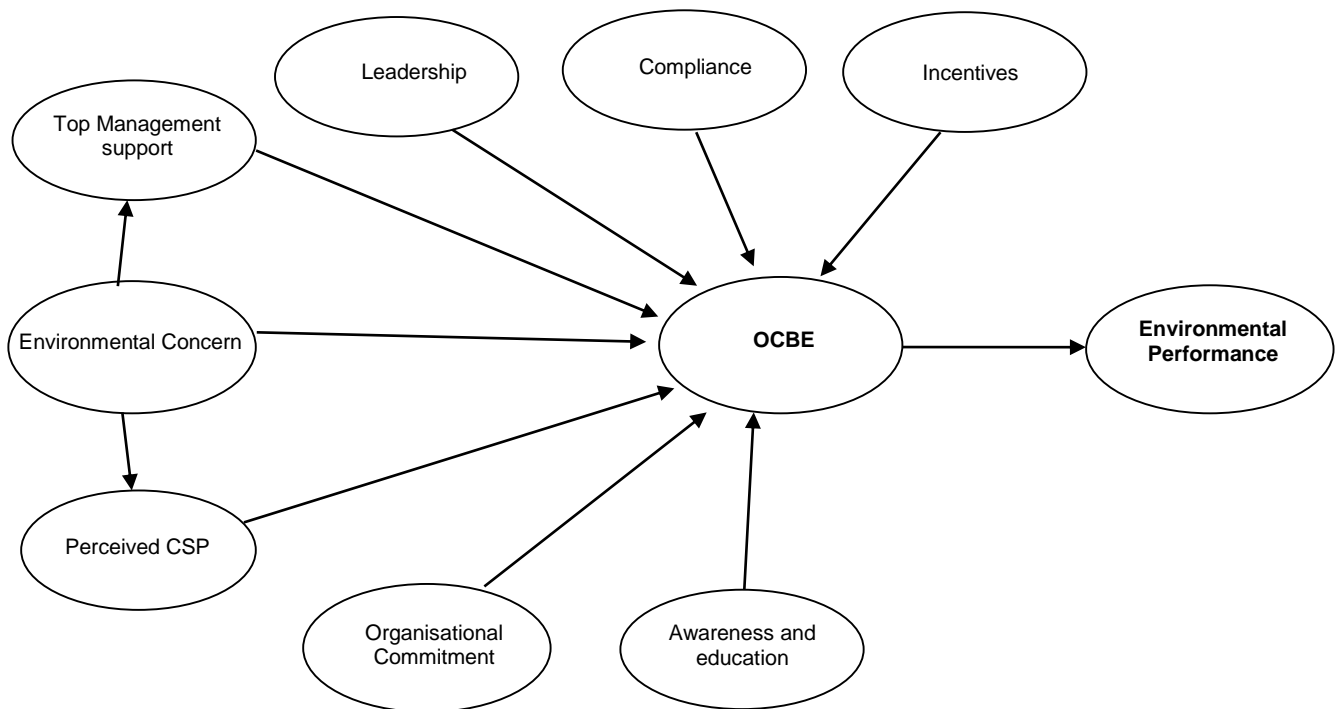 Leadership
Compliance
Incentives
Top Management
support
Environmental Concern
OCBE
Environmental
Performance
Perceived CSP
Organisational
Commitment
Awareness and
education